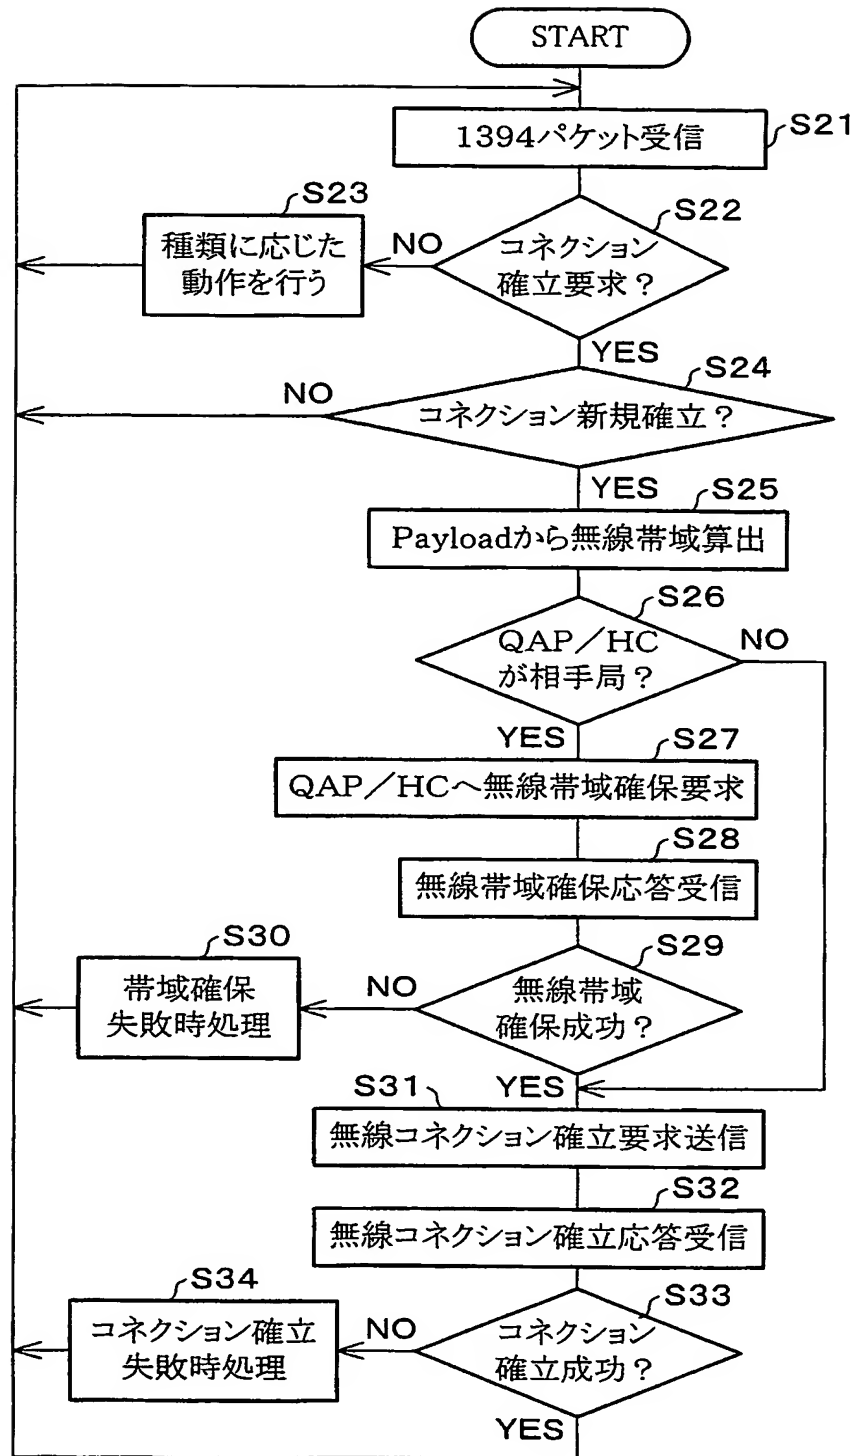 START
S21
1394パケット受信
S22
コネクション
確立要求？
S23
NO
種類に応じた
動作を行う
YES
S24
NO
コネクション新規確立？
YES
S25
Payloadから無線帯域算出
S26
QAP／HC
が相手局？
NO
YES
S27
QAP／HCへ無線帯域確保要求
S28
無線帯域確保応答受信
S29
無線帯域
確保成功？
S30
NO
帯域確保
失敗時処理
YES
S31
無線コネクション確立要求送信
S32
無線コネクション確立応答受信
S33
コネクション
確立成功？
S34
NO
コネクション確立
失敗時処理
YES